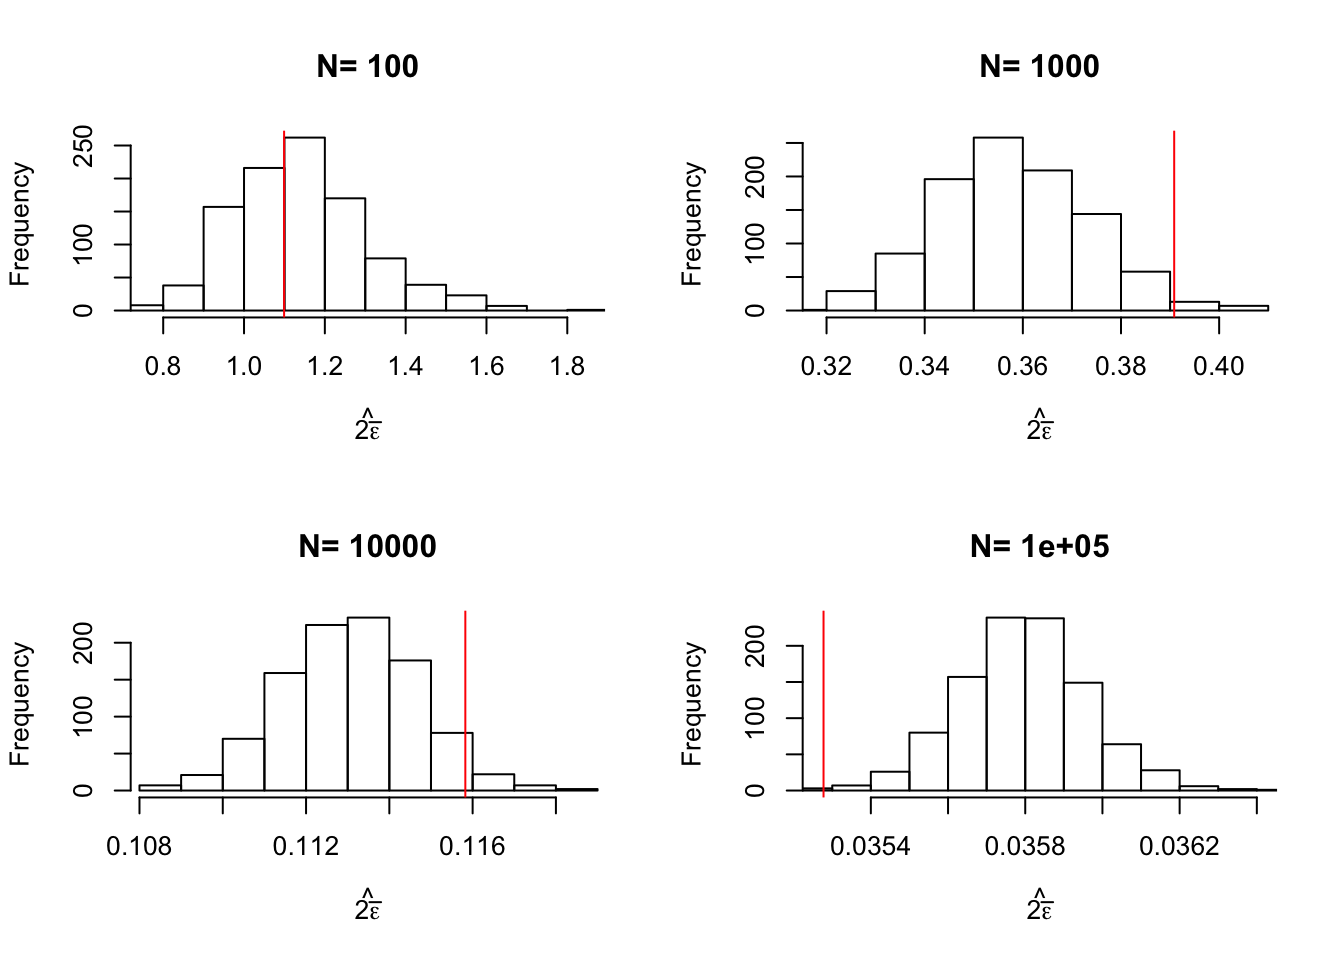 N= 100
Frequency
0
100
250
0.8 1.0 1.2 1.4 1.6 1.8
2ε̂̅
N= 1000
Frequency
0
100
200
0.32 0.34 0.36 0.38 0.40
2ε̂̅
N= 10000
Frequency
0
100
200
0.108 0.112 0.116
2ε̂̅
N= 1e+05
Frequency
0
100
200
0.0354 0.0358 0.0362
2ε̂̅